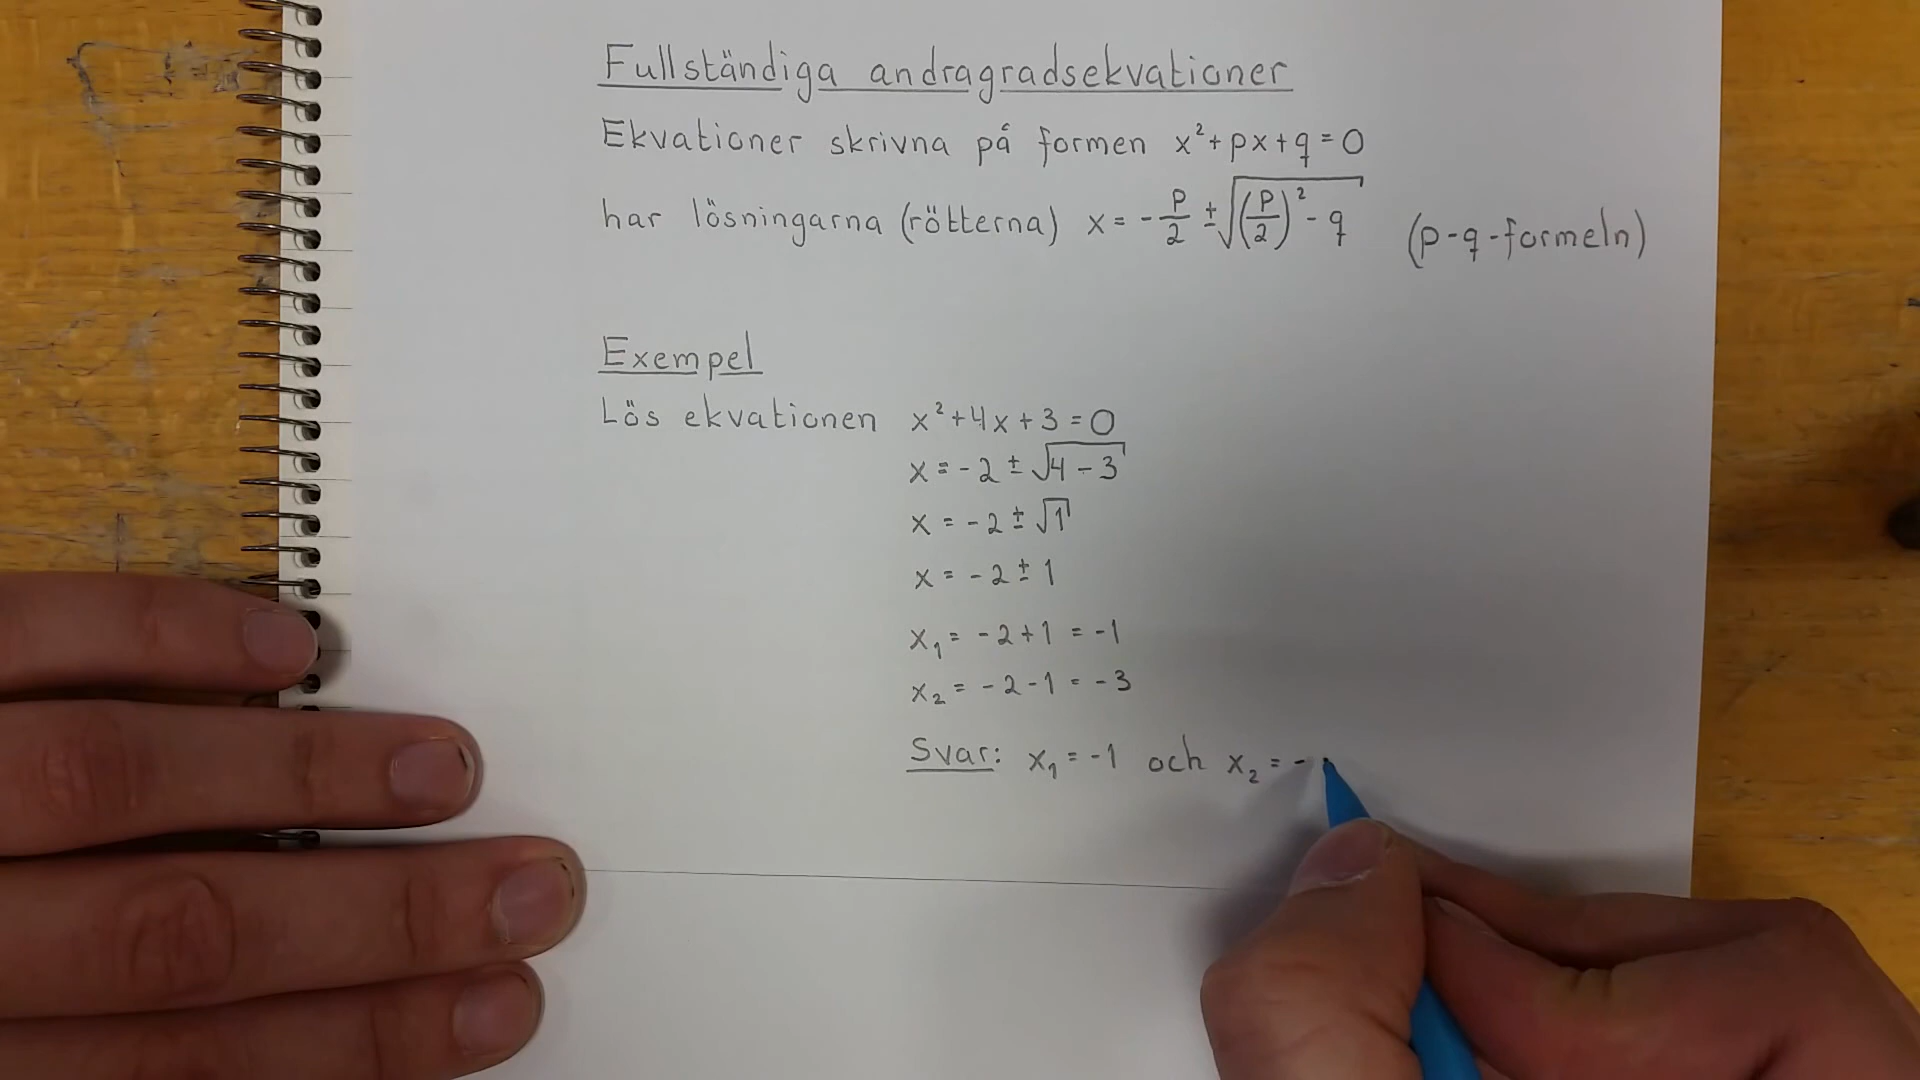 Fullständiga andragradsekvationer
Ekvationer skrivna på formen x² + px + q = 0
har lösningarna (rötterna) x = -p/2 ± √((p/2)² - q) (p-q-formeln)
Exempel
Lös ekvationen x² + 4x + 3 = 0
x = -2 ± √(4 - 3)
x = -2 ± √1
x = -2 ± 1
x₁ = -2 + 1 = -1
x₂ = -2 - 1 = -3
Svar: x₁ = -1 och x₂ = -